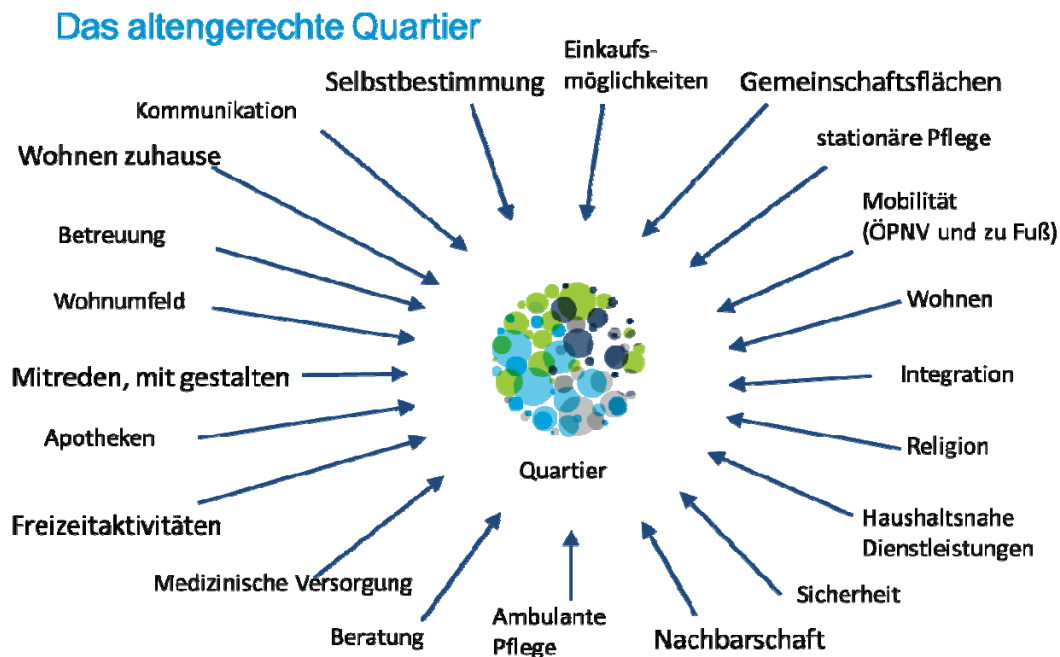 Das altengerechte Quartier
Einkaufs-
möglichkeiten
Selbstbestimmung
Gemeinschaftsflächen
Kommunikation
stationäre Pflege
Wohnen zuhause
Mobilität
(ÖPNV und zu Fuß)
Betreuung
Wohnumfeld
Wohnen
Mitreden, mit gestalten
Integration
Apotheken
Religion
Quartier
Freizeitaktivitäten
Haushaltsnahe
Dienstleistungen
Medizinische Versorgung
Sicherheit
Beratung
Ambulante
Pflege
Nachbarschaft